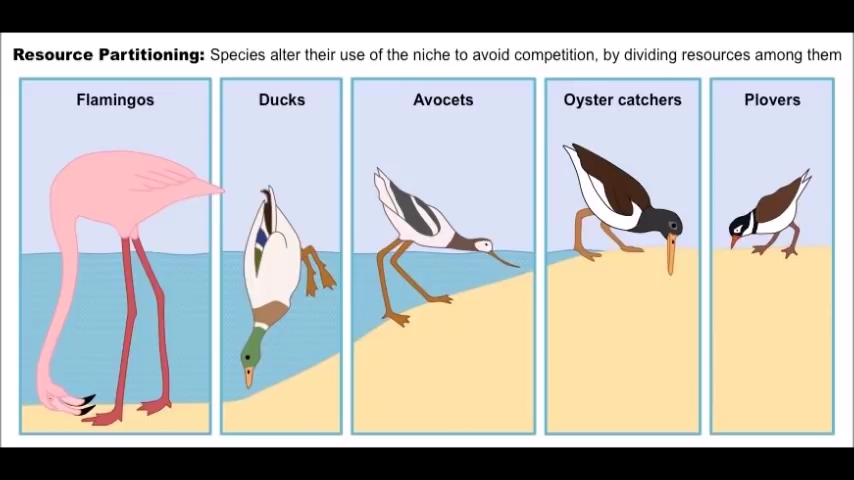 Resource Partitioning: Species alter their use of the niche to avoid competition, by dividing resources among them
Flamingos
Ducks
Avocets
Oyster catchers
Plovers